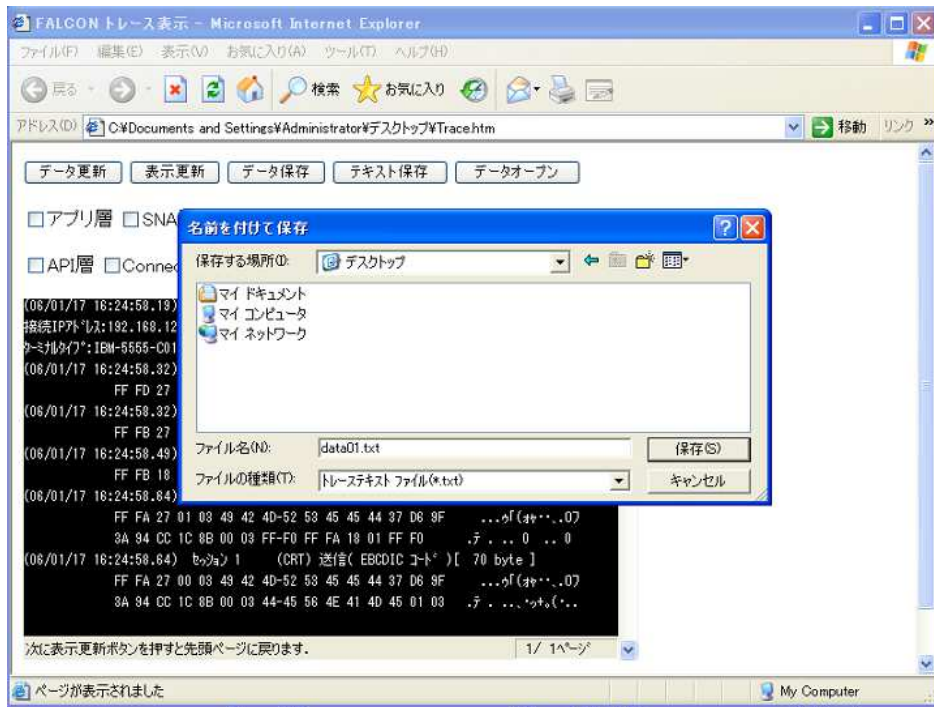 FALCON トレース表示 - Microsoft Internet Explorer
ファイル(F) 編集(E) 表示(V) お気に入り(A) ツール(T) ヘルプ(H)
戻る 検索 お気に入り
アドレス(D) C:¥Documents and Settings¥Administrator¥デスクトップ¥Trace.htm 移動 リンク »
データ更新 表示更新 データ保存 テキスト保存 データオープン
アプリ層 SNA
API層 Connec
名前を付けて保存
保存する場所(I): デスクトップ
マイ ドキュメント
マイ コンピュータ
マイ ネットワーク
ファイル名(N): data01.txt 保存(S)
ファイルの種類(T): トレーステキスト ファイル(*.txt) キャンセル
(06/01/17 16:24:58.19)
接続IPアドレス:192.168.12
ターミナルタイプ:IBM-5555-C01
(06/01/17 16:24:58.32)
FF FD 27
(06/01/17 16:24:58.32)
FF FB 27
(06/01/17 16:24:58.49)
FF FB 18
(06/01/17 16:24:58.64)
FF FA 27 01 03 49 42 4D-52 53 45 45 44 37 D6 9F
3A 94 CC 1C 8B 00 03 FF-F0 FF FA 18 01 FF F0
(06/01/17 16:24:58.64) セッション 1 (CRT) 送信( EBCDIC コード )[ 70 byte ]
FF FA 27 00 03 49 42 4D-52 53 45 45 44 37 D6 9F
3A 94 CC 1C 8B 00 03 44-45 56 4E 41 4D 45 01 03
次に表示更新ボタンを押すと先頭ページに戻ります。 1/ 1ページ
ページが表示されました My Computer